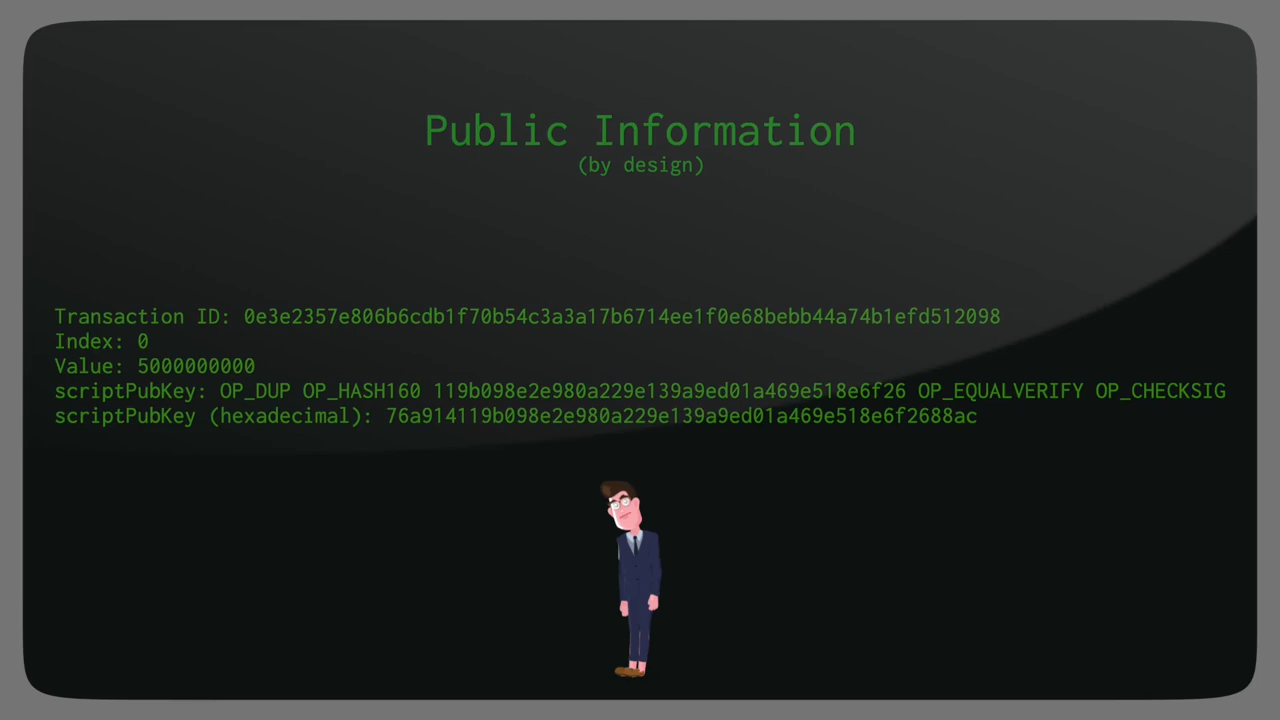 Public Information
(by design)
Transaction ID: 0e3e2357e806b6cdb1f70b54c3a3a17b6714ee1f0e68bebb44a74b1efd512098
Index: 0
Value: 5000000000
scriptPubKey: OP_DUP OP_HASH160 119b098e2e980a229e139a9ed01a469e518e6f26 OP_EQUALVERIFY OP_CHECKSIG
scriptPubKey (hexadecimal): 76a914119b098e2e980a229e139a9ed01a469e518e6f2688ac